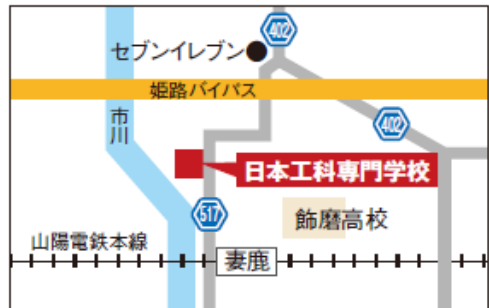 402
セブンイレブン
姫路バイパス
市川
402
日本工科専門学校
517
飾磨高校
山陽電鉄本線
妻鹿